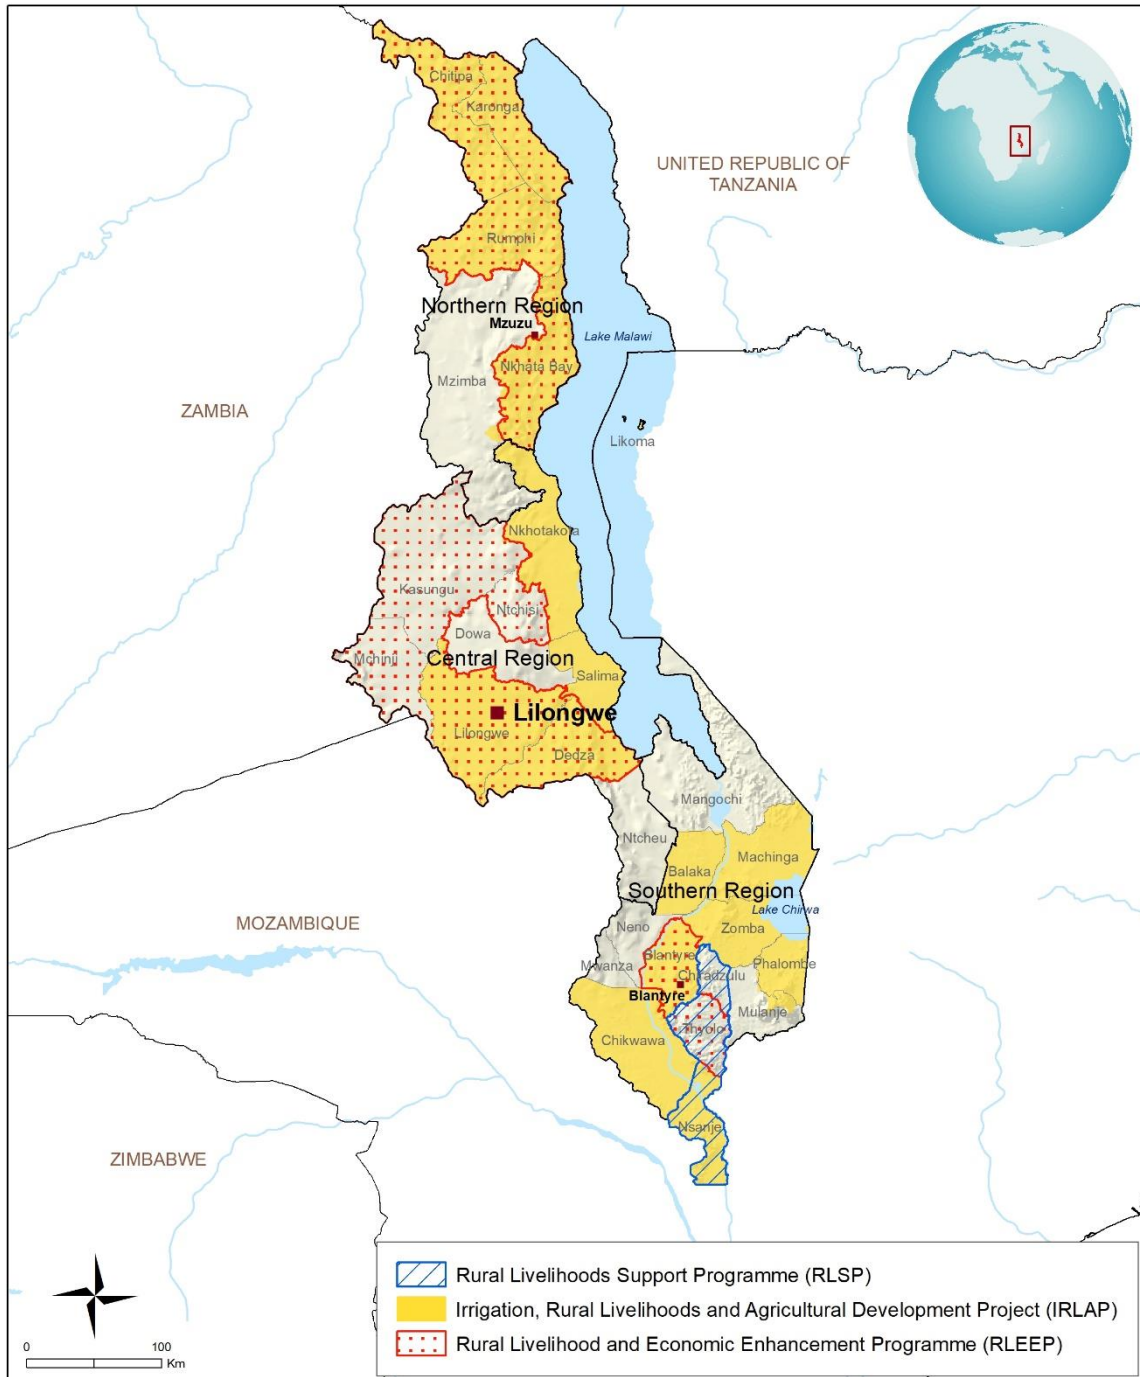 Chitipa
Karonga
UNITED REPUBLIC OF
TANZANIA
Rumphi
Northern Region
Mzuzu
Lake Malawi
Nkhata Bay
Mzimba
ZAMBIA
Likoma
Nkhotakota
Kasungu
Ntchisi
Dowa
Mchinji
Central Region
Salima
Lilongwe
Lilongwe
Dedza
Mangochi
Ntcheu
Machinga
Balaka
Southern Region
Lake Chirwa
MOZAMBIQUE
Neno
Zomba
Blantyre
Mwanza
Phalombe
Chiradzulu
Blantyre
Mulanje
Thyolo
Chikwawa
Nsanje
ZIMBABWE
Rural Livelihoods Support Programme (RLSP)
Irrigation, Rural Livelihoods and Agricultural Development Project (IRLAP)
Rural Livelihood and Economic Enhancement Programme (RLEEP)
0 100
Km